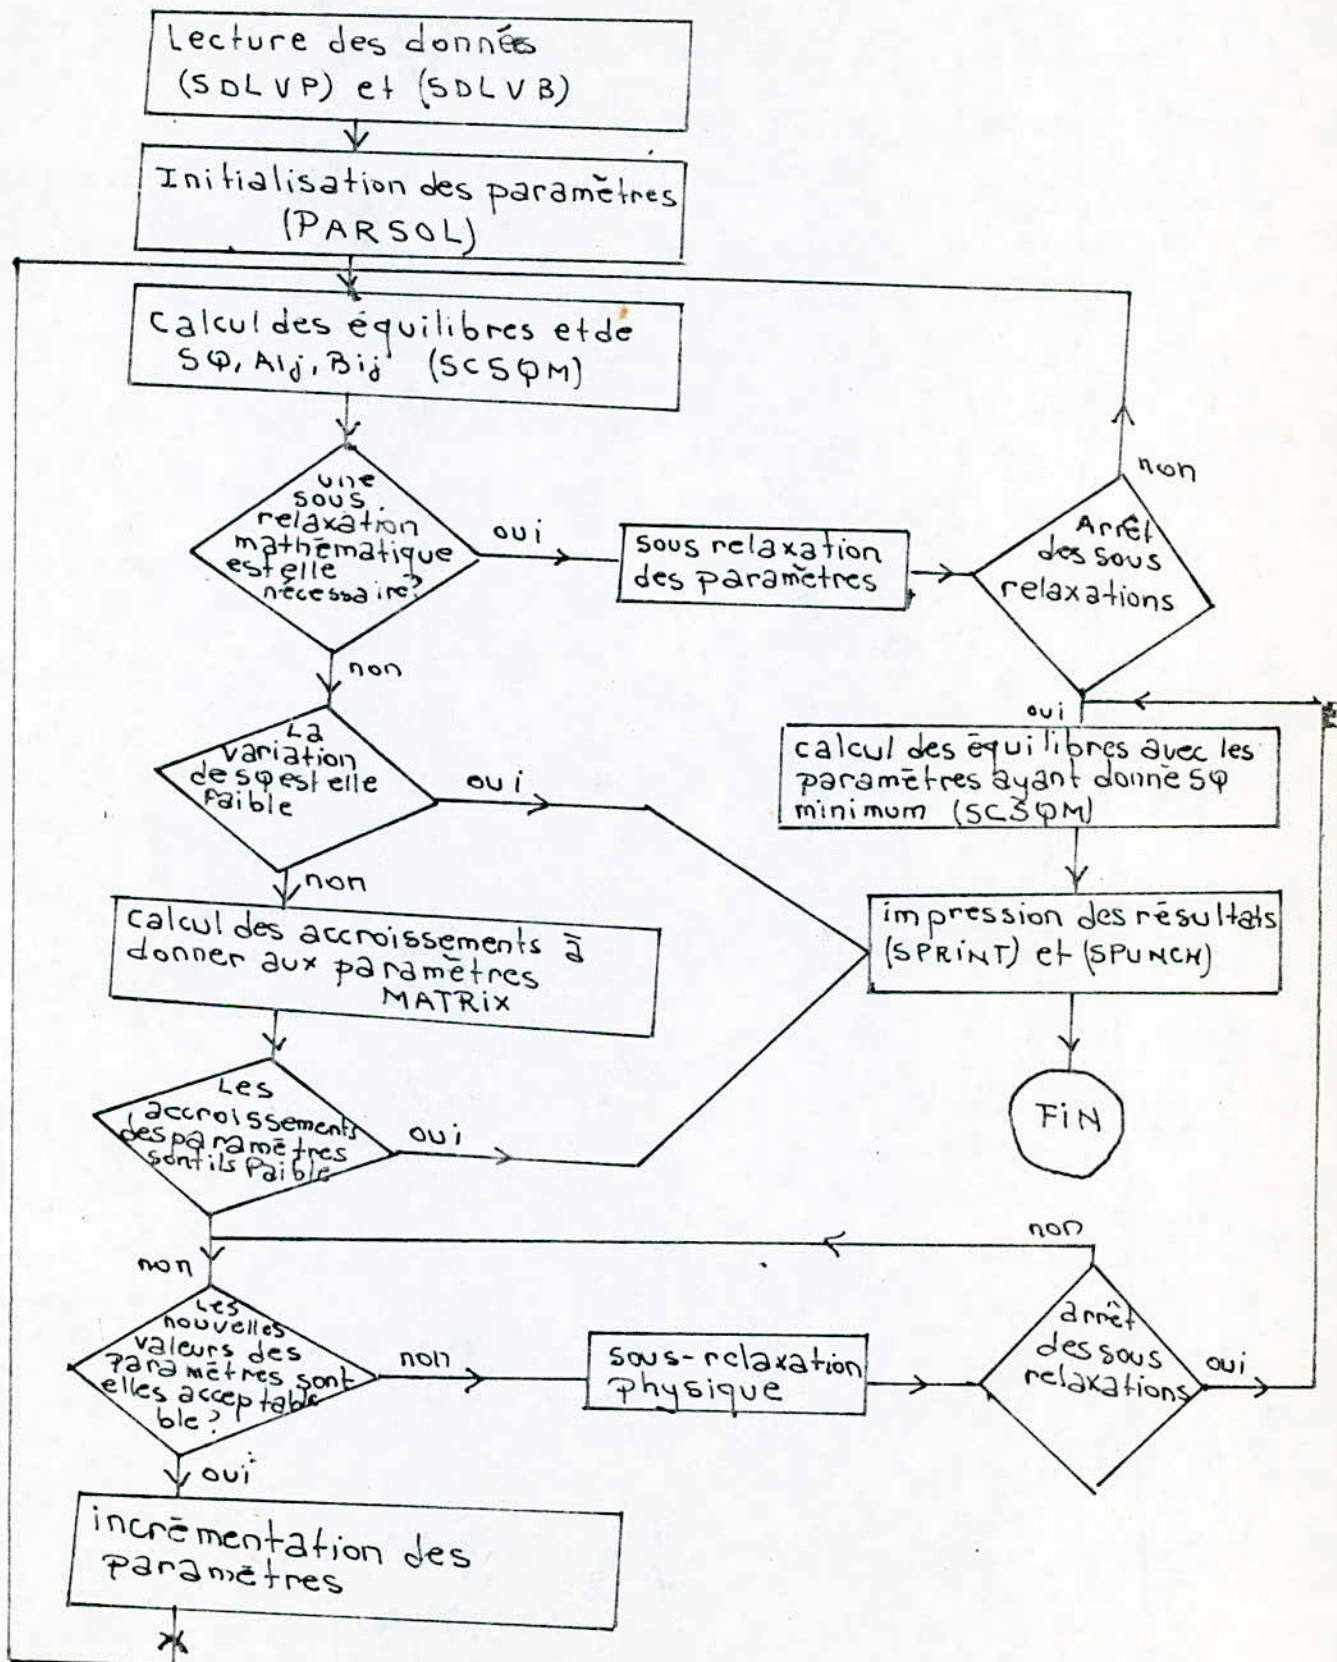 Lecture des données
(SDLVP) et (SDLVB)
Initialisation des paramètres
(PARSOL)
Calcul des équilibres et de
Sφ, Aij, Bij (SCSφM)
une
sous
relaxation
mathématique
est elle
nécessaire?
oui
sous relaxation
des paramètres
Arrêt
des sous
relaxations
non
non
oui
La
variation
de sφ est elle
faible
oui
calcul des équilibres avec les
paramètres ayant donné sφ
minimum (SCSφM)
non
calcul des accroissements à
donner aux paramètres
MATRIX
impression des résultats
(SPRINT) et (SPUNCH)
FIN
Les
accroissements
des paramètres
sont ils faible
oui
non
non
Les
nouvelles
valeurs des
paramètres sont
elles acceptable
ble?
non
sous-relaxation
physique
arrêt
des sous
relaxations
oui
oui
incrémentation des
paramètres